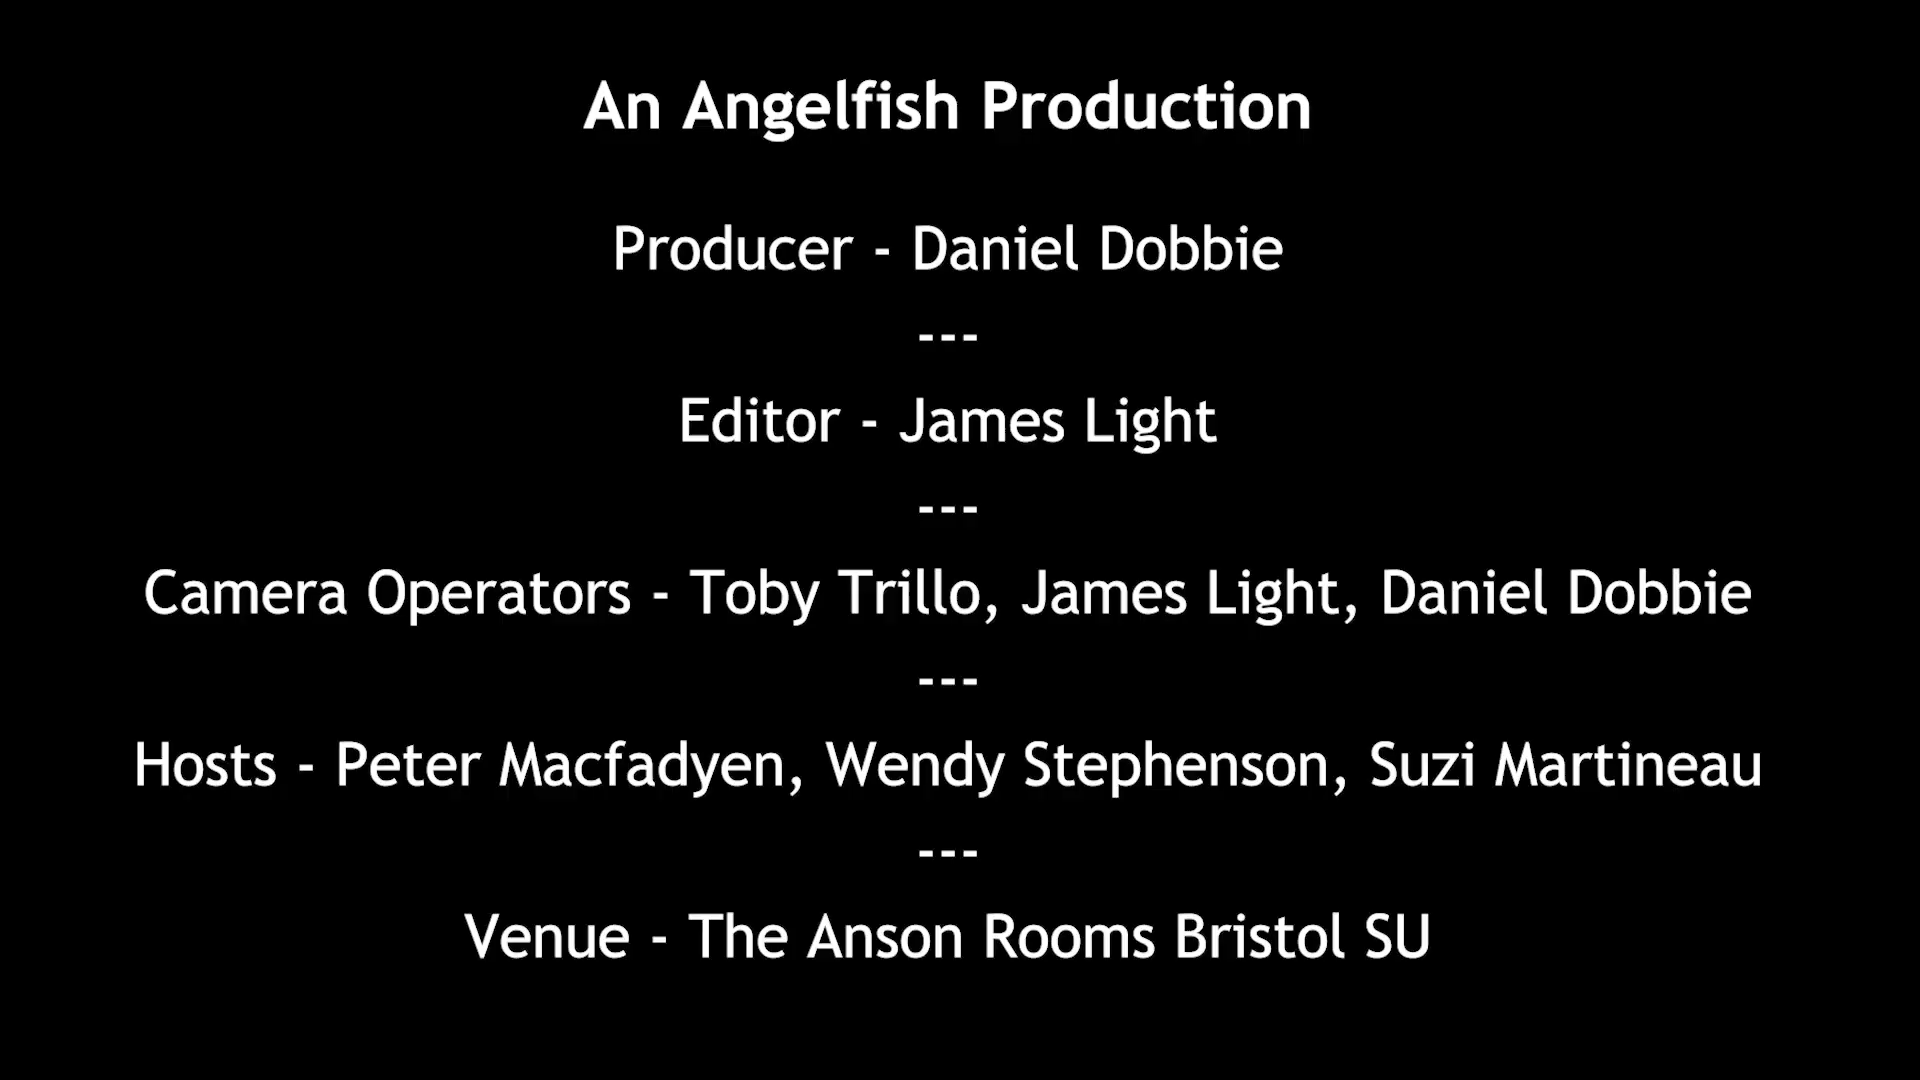 An Angelfish Production
Producer - Daniel Dobbie
---
Editor - James Light
---
Camera Operators - Toby Trillo, James Light, Daniel Dobbie
---
Hosts - Peter Macfadyen, Wendy Stephenson, Suzi Martineau
---
Venue - The Anson Rooms Bristol SU